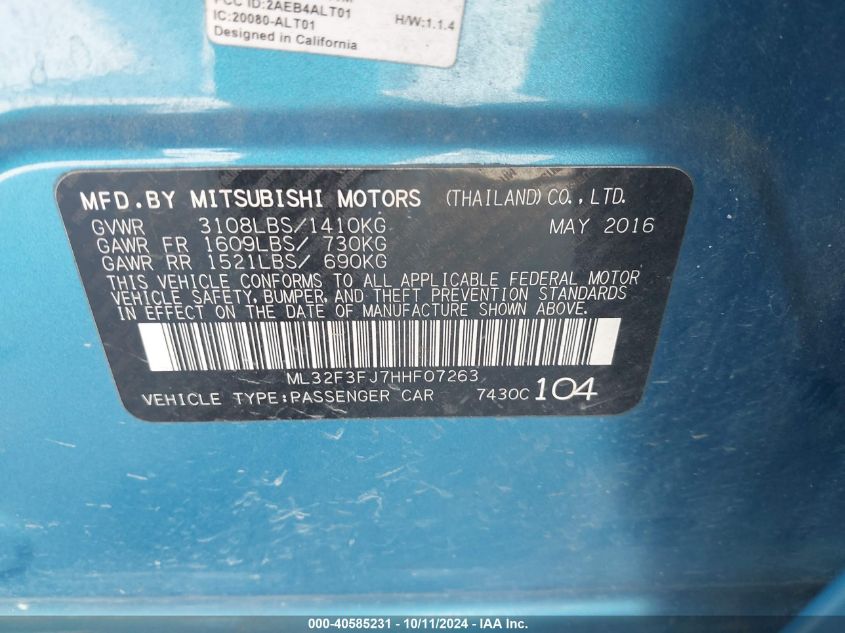 FCC ID:2AEB4ALT01
IC:20080-ALT01
H/W:1.1.4
Designed in California
MFD.BY MITSUBISHI MOTORS (THAILAND)CO.,LTD.
GVWR 3108LBS/1410KG MAY 2016
GAWR FR 1609LBS/ 730KG
GAWR RR 1521LBS/ 690KG
THIS VEHICLE CONFORMS TO ALL APPLICABLE FEDERAL MOTOR
VEHICLE SAFETY, BUMPER, AND THEFT PREVENTION STANDARDS
IN EFFECT ON THE DATE OF MANUFACTURE SHOWN ABOVE.
ML32F3FJ7HHF07263
VEHICLE TYPE:PASSENGER CAR 7430C 104
000-40585231 - 10/11/2024 - IAA Inc.